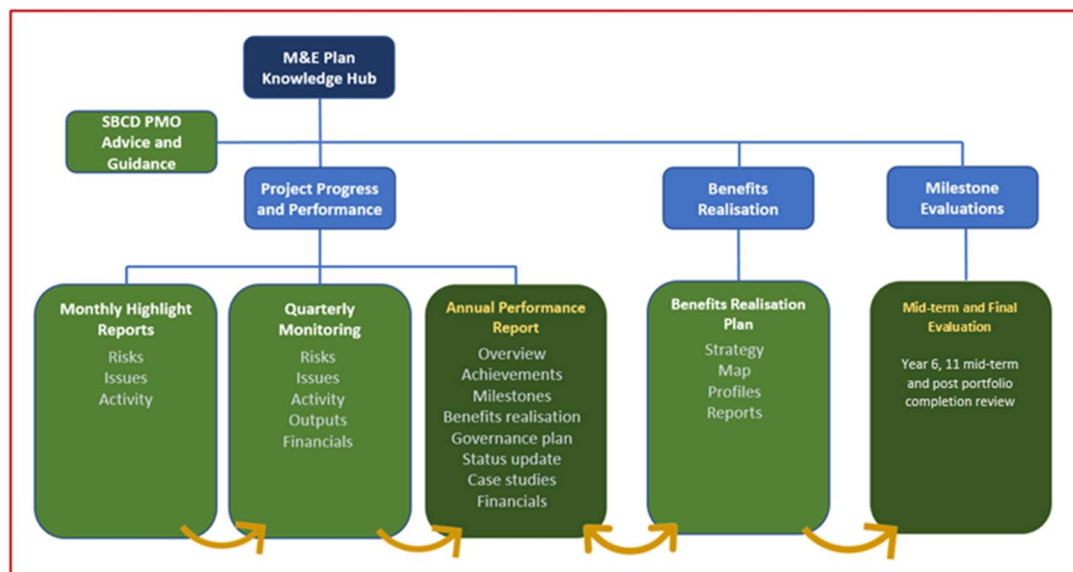 M&E Plan
Knowledge Hub
SBCD PMO
Advice and
Guidance
Project Progress
and Performance
Benefits
Realisation
Milestone
Evaluations
Monthly Highlight
Reports
Risks
Issues
Activity
Quarterly
Monitoring
Risks
Issues
Activity
Outputs
Financials
Annual Performance
Report
Overview
Achievements
Milestones
Benefits realisation
Governance plan
Status update
Case studies
Financials
Benefits Realisation
Plan
Strategy
Map
Profiles
Reports
Mid-term and Final
Evaluation
Year 6, 11 mid-term
and post portfolio
completion review